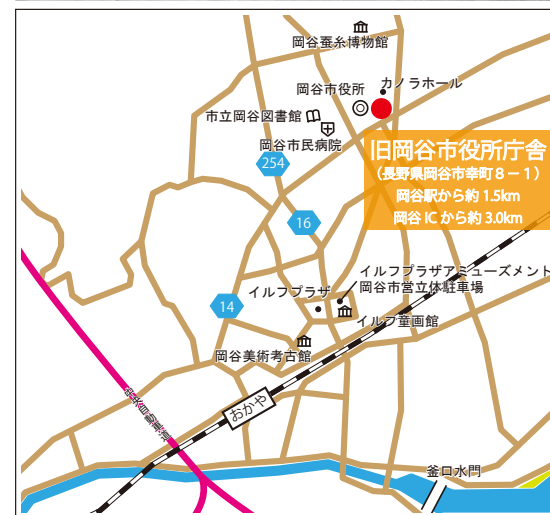 岡谷蚕糸博物館
岡谷市役所
カノラホール
市立岡谷図書館
岡谷市民病院
旧岡谷市役所庁舎
（長野県岡谷市幸町８－１）
岡谷駅から約 1.5km
岡谷 IC から約 3.0km
254
16
14
イルフプラザアミューズメント
岡谷市営立体駐車場
イルフプラザ
イルフ童画館
岡谷美術考古館
おかや
中央自動車道
釜口水門